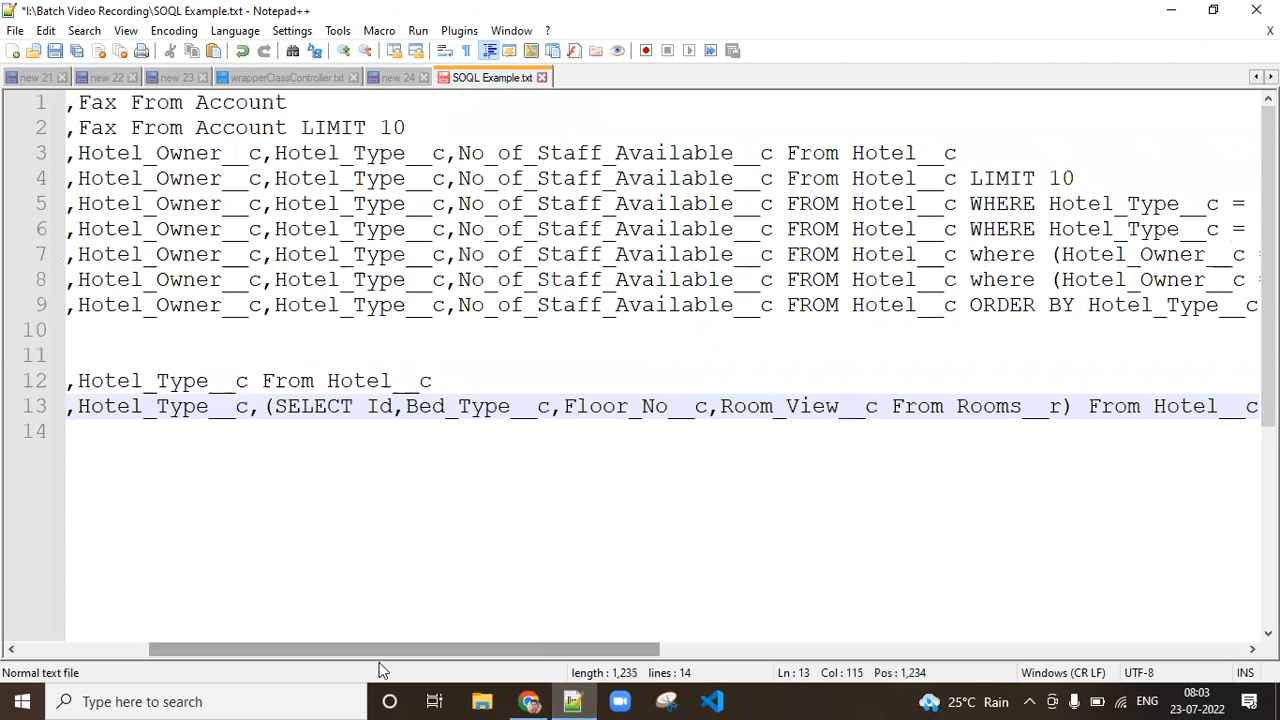 *I:\Batch Video Recording\SOQL Example.txt - Notepad++
File Edit Search View Encoding Language Settings Tools Macro Run Plugins Window ? X
new 21 new 22 new 23 wrapperClassController.txt new 24 SOQL Example.txt
1 ,Fax From Account
2 ,Fax From Account LIMIT 10
3 ,Hotel_Owner__c,Hotel_Type__c,No_of_Staff_Available__c From Hotel__c
4 ,Hotel_Owner__c,Hotel_Type__c,No_of_Staff_Available__c From Hotel__c LIMIT 10
5 ,Hotel_Owner__c,Hotel_Type__c,No_of_Staff_Available__c FROM Hotel__c WHERE Hotel_Type__c =
6 ,Hotel_Owner__c,Hotel_Type__c,No_of_Staff_Available__c FROM Hotel__c WHERE Hotel_Type__c =
7 ,Hotel_Owner__c,Hotel_Type__c,No_of_Staff_Available__c FROM Hotel__c where (Hotel_Owner__c =
8 ,Hotel_Owner__c,Hotel_Type__c,No_of_Staff_Available__c FROM Hotel__c where (Hotel_Owner__c =
9 ,Hotel_Owner__c,Hotel_Type__c,No_of_Staff_Available__c FROM Hotel__c ORDER BY Hotel_Type__c
10
11
12 ,Hotel_Type__c From Hotel__c
13 ,Hotel_Type__c,(SELECT Id,Bed_Type__c,Floor_No__c,Room_View__c From Rooms__r) From Hotel__c
14
Normal text file length : 1,235 lines : 14 Ln : 13 Col : 115 Pos : 1,234 Windows (CR LF) UTF-8 INS
Type here to search 25°C Rain ENG 08:03
23-07-2022